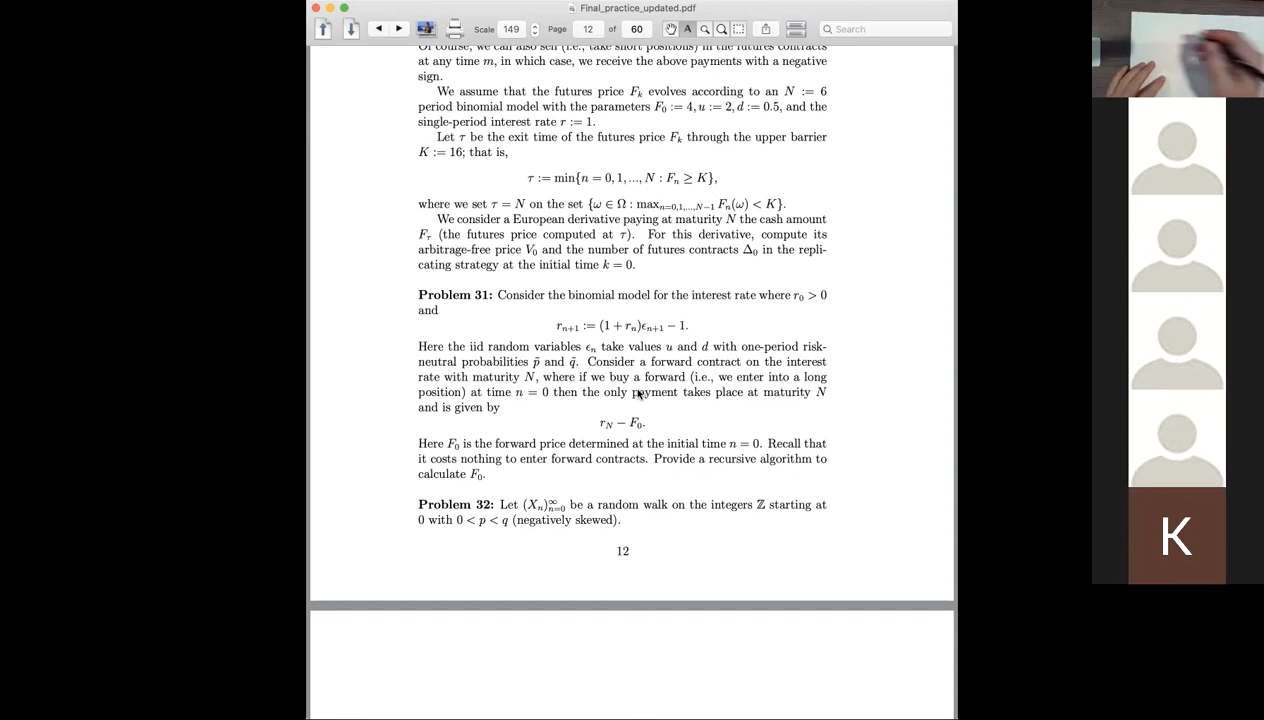 Final_practice_updated.pdf
Scale 149 Page 12 of 60 A Search
Of course, we can also sell (i.e., take short positions) in the futures contracts
at any time m, in which case, we receive the above payments with a negative
sign.
We assume that the futures price F_k evolves according to an N := 6
period binomial model with the parameters F_0 := 4, u := 2, d := 0.5, and the
single-period interest rate r := 1.
Let τ be the exit time of the futures price F_k through the upper barrier
K := 16; that is,
τ := min{n = 0, 1, ..., N : F_n ≥ K},
where we set τ = N on the set {ω ∈ Ω : max_{n=0,1,...,N−1} F_n(ω) < K}.
We consider a European derivative paying at maturity N the cash amount
F_τ (the futures price computed at τ). For this derivative, compute its
arbitrage-free price V_0 and the number of futures contracts Δ_0 in the repli-
cating strategy at the initial time k = 0.
Problem 31: Consider the binomial model for the interest rate where r_0 > 0
and
r_{n+1} := (1 + r_n)ϵ_{n+1} − 1.
Here the iid random variables ϵ_n take values u and d with one-period risk-
neutral probabilities p̃ and q̃. Consider a forward contract on the interest
rate with maturity N, where if we buy a forward (i.e., we enter into a long
position) at time n = 0 then the only payment takes place at maturity N
and is given by
r_N − F_0.
Here F_0 is the forward price determined at the initial time n = 0. Recall that
it costs nothing to enter forward contracts. Provide a recursive algorithm to
calculate F_0.
Problem 32: Let (X_n)_{n=0}^∞ be a random walk on the integers ℤ starting at
0 with 0 < p < q (negatively skewed).
12
K